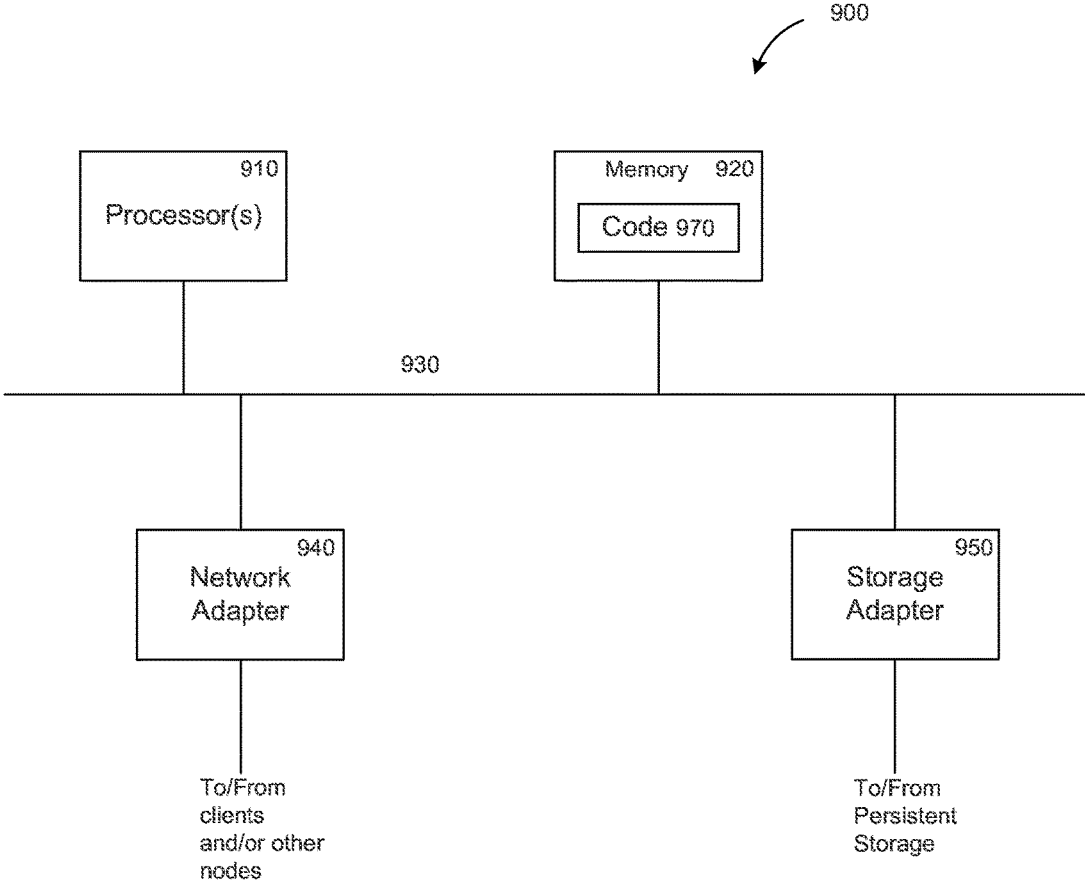 900
910
Processor(s)
Memory 920
Code 970
930
940
Network
Adapter
950
Storage
Adapter
To/From
clients
and/or other
nodes
To/From
Persistent
Storage